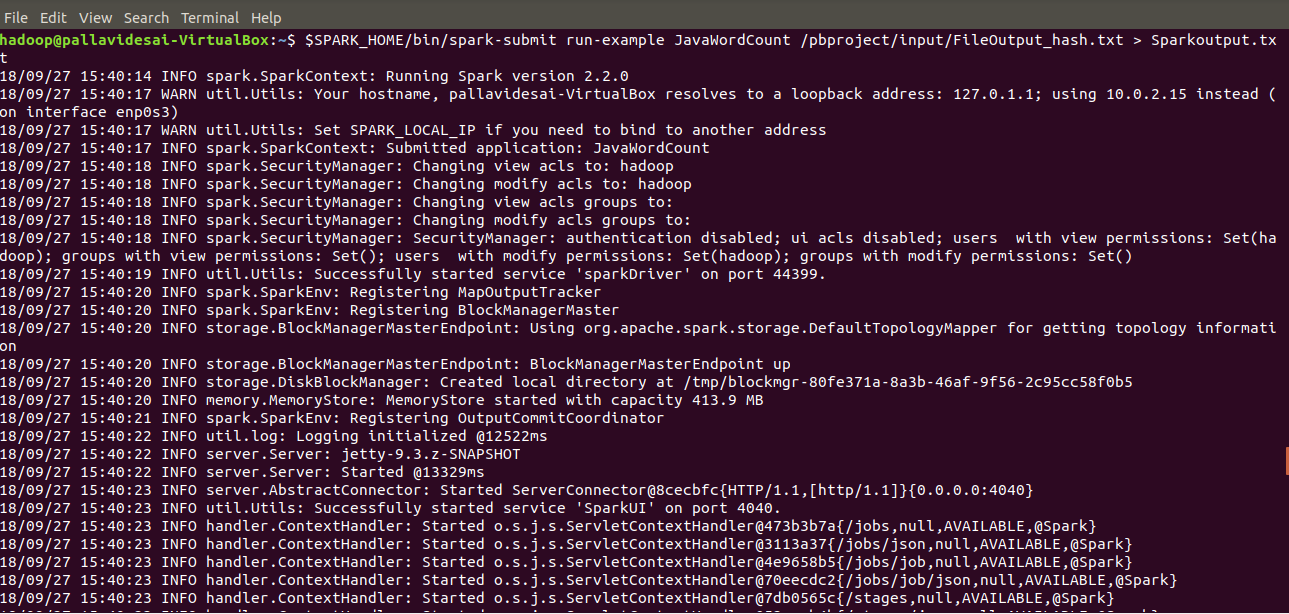 File Edit View Search Terminal Help
hadoop@pallavidesai-VirtualBox:~$ $SPARK_HOME/bin/spark-submit run-example JavaWordCount /pbproject/input/FileOutput_hash.txt > Sparkoutput.tx
t
18/09/27 15:40:14 INFO spark.SparkContext: Running Spark version 2.2.0
18/09/27 15:40:17 WARN util.Utils: Your hostname, pallavidesai-VirtualBox resolves to a loopback address: 127.0.1.1; using 10.0.2.15 instead (
on interface enp0s3)
18/09/27 15:40:17 WARN util.Utils: Set SPARK_LOCAL_IP if you need to bind to another address
18/09/27 15:40:17 INFO spark.SparkContext: Submitted application: JavaWordCount
18/09/27 15:40:18 INFO spark.SecurityManager: Changing view acls to: hadoop
18/09/27 15:40:18 INFO spark.SecurityManager: Changing modify acls to: hadoop
18/09/27 15:40:18 INFO spark.SecurityManager: Changing view acls groups to:
18/09/27 15:40:18 INFO spark.SecurityManager: Changing modify acls groups to:
18/09/27 15:40:18 INFO spark.SecurityManager: SecurityManager: authentication disabled; ui acls disabled; users  with view permissions: Set(ha
doop); groups with view permissions: Set(); users  with modify permissions: Set(hadoop); groups with modify permissions: Set()
18/09/27 15:40:19 INFO util.Utils: Successfully started service 'sparkDriver' on port 44399.
18/09/27 15:40:20 INFO spark.SparkEnv: Registering MapOutputTracker
18/09/27 15:40:20 INFO spark.SparkEnv: Registering BlockManagerMaster
18/09/27 15:40:20 INFO storage.BlockManagerMasterEndpoint: Using org.apache.spark.storage.DefaultTopologyMapper for getting topology informati
on
18/09/27 15:40:20 INFO storage.BlockManagerMasterEndpoint: BlockManagerMasterEndpoint up
18/09/27 15:40:20 INFO storage.DiskBlockManager: Created local directory at /tmp/blockmgr-80fe371a-8a3b-46af-9f56-2c95cc58f0b5
18/09/27 15:40:20 INFO memory.MemoryStore: MemoryStore started with capacity 413.9 MB
18/09/27 15:40:21 INFO spark.SparkEnv: Registering OutputCommitCoordinator
18/09/27 15:40:22 INFO util.log: Logging initialized @12522ms
18/09/27 15:40:22 INFO server.Server: jetty-9.3.z-SNAPSHOT
18/09/27 15:40:22 INFO server.Server: Started @13329ms
18/09/27 15:40:23 INFO server.AbstractConnector: Started ServerConnector@8cecbfc{HTTP/1.1,[http/1.1]}{0.0.0.0:4040}
18/09/27 15:40:23 INFO util.Utils: Successfully started service 'SparkUI' on port 4040.
18/09/27 15:40:23 INFO handler.ContextHandler: Started o.s.j.s.ServletContextHandler@473b3b7a{/jobs,null,AVAILABLE,@Spark}
18/09/27 15:40:23 INFO handler.ContextHandler: Started o.s.j.s.ServletContextHandler@3113a37{/jobs/json,null,AVAILABLE,@Spark}
18/09/27 15:40:23 INFO handler.ContextHandler: Started o.s.j.s.ServletContextHandler@4e9658b5{/jobs/job,null,AVAILABLE,@Spark}
18/09/27 15:40:23 INFO handler.ContextHandler: Started o.s.j.s.ServletContextHandler@70eecdc2{/jobs/job/json,null,AVAILABLE,@Spark}
18/09/27 15:40:23 INFO handler.ContextHandler: Started o.s.j.s.ServletContextHandler@7db0565c{/stages,null,AVAILABLE,@Spark}